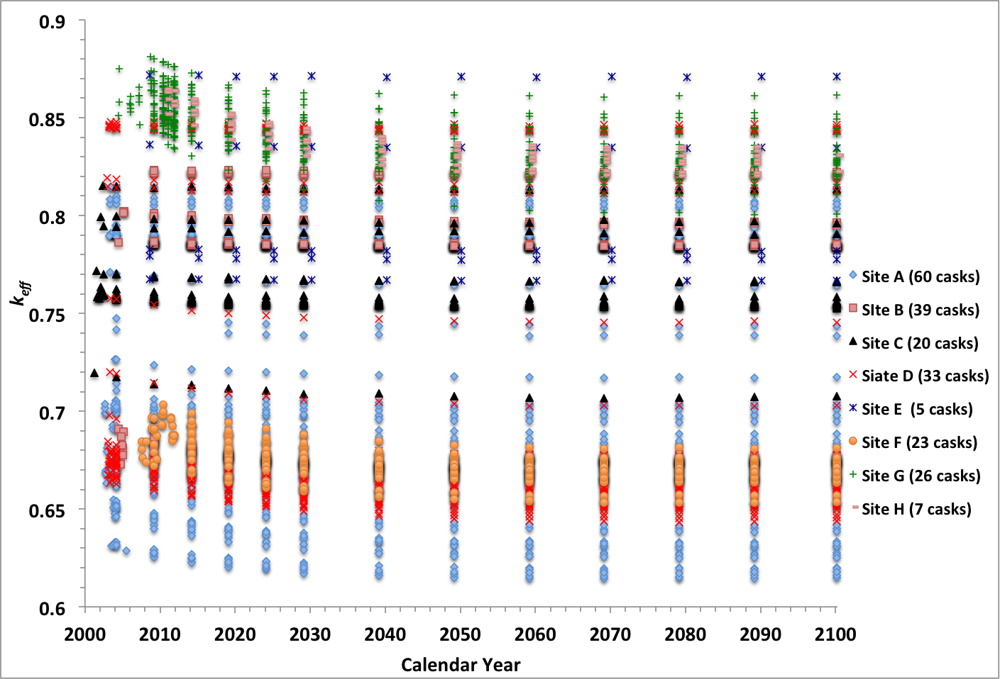 0.9
0.85
0.8
0.75
0.7
0.65
0.6
keff
2000 2010 2020 2030 2040 2050 2060 2070 2080 2090 2100
Calendar Year
Site A (60 casks)
SIte B (39 casks)
Site C (20 casks)
Siate D (33 casks)
Site E (5 casks)
Site F (23 casks)
Site G (26 casks)
Site H (7 casks)